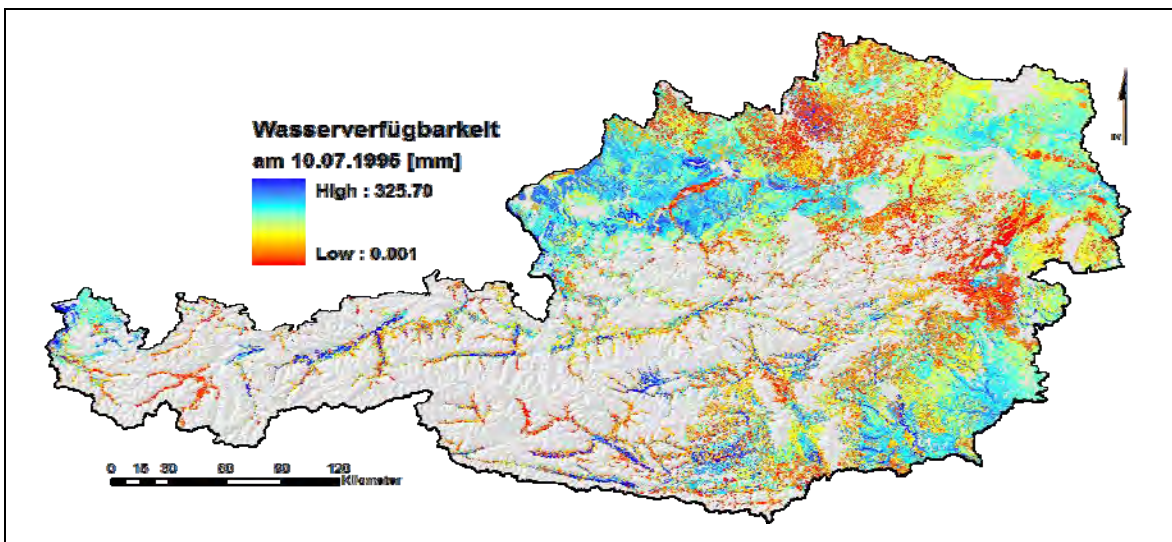 Wasserverfügbarkeit
am 10.07.1995 [mm]
High : 325.70
Low : 0.001
N
0 15 30 60 90 120
Kilometer